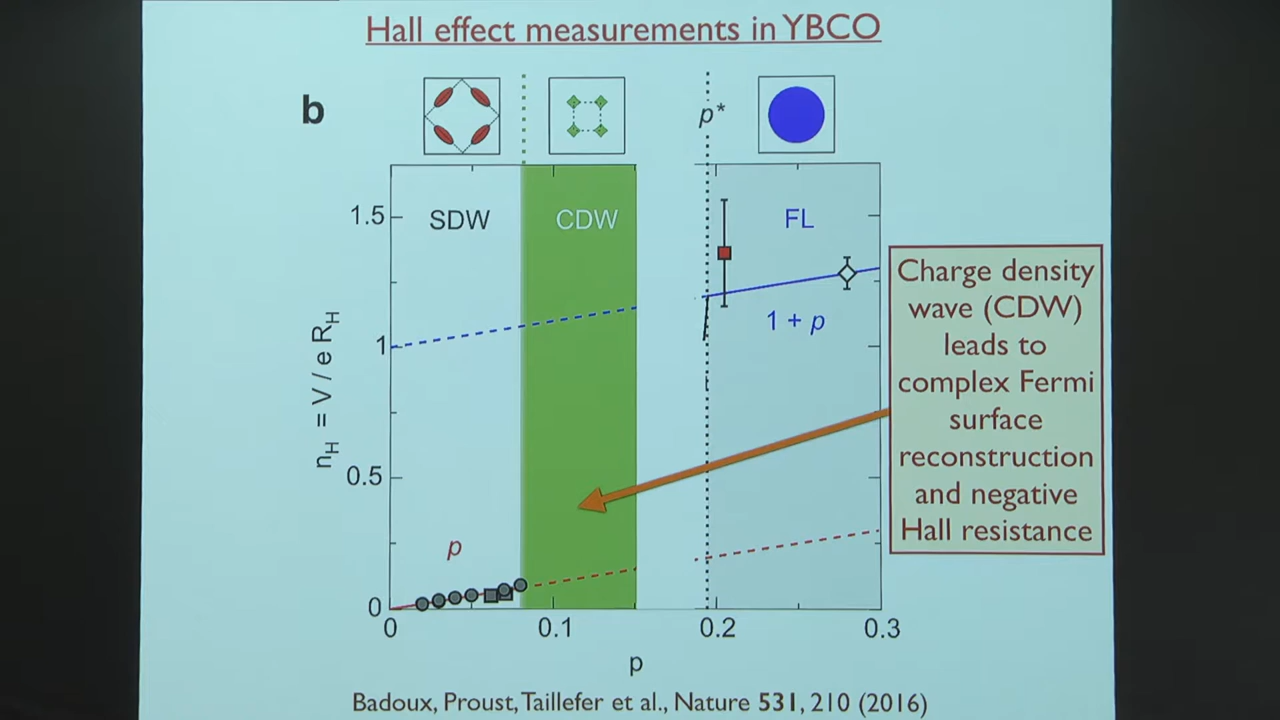 Hall effect measurements in YBCO
b
p*
SDW
CDW
FL
1.5
1
0.5
0
1 + p
p
n_H = V / e R_H
0
0.1
0.2
0.3
p
Charge density
wave (CDW)
leads to
complex Fermi
surface
reconstruction
and negative
Hall resistance
Badoux, Proust, Taillefer et al., Nature 531, 210 (2016)